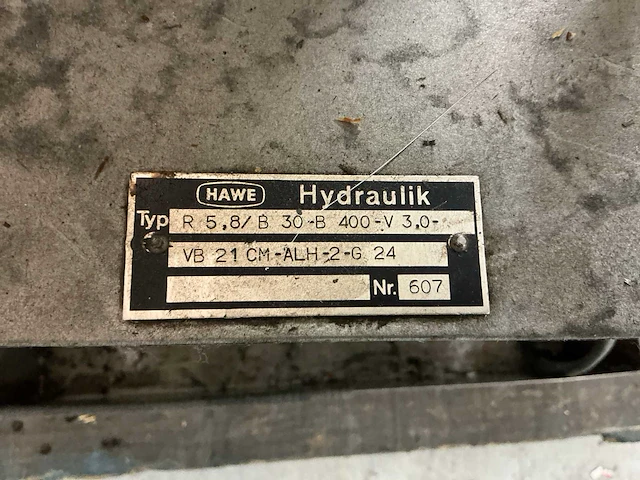 HAWE Hydraulik
Typ R 5,8/ B 30-B 400-V 3,0-
VB 21 CM-ALH-2-G 24
Nr. 607